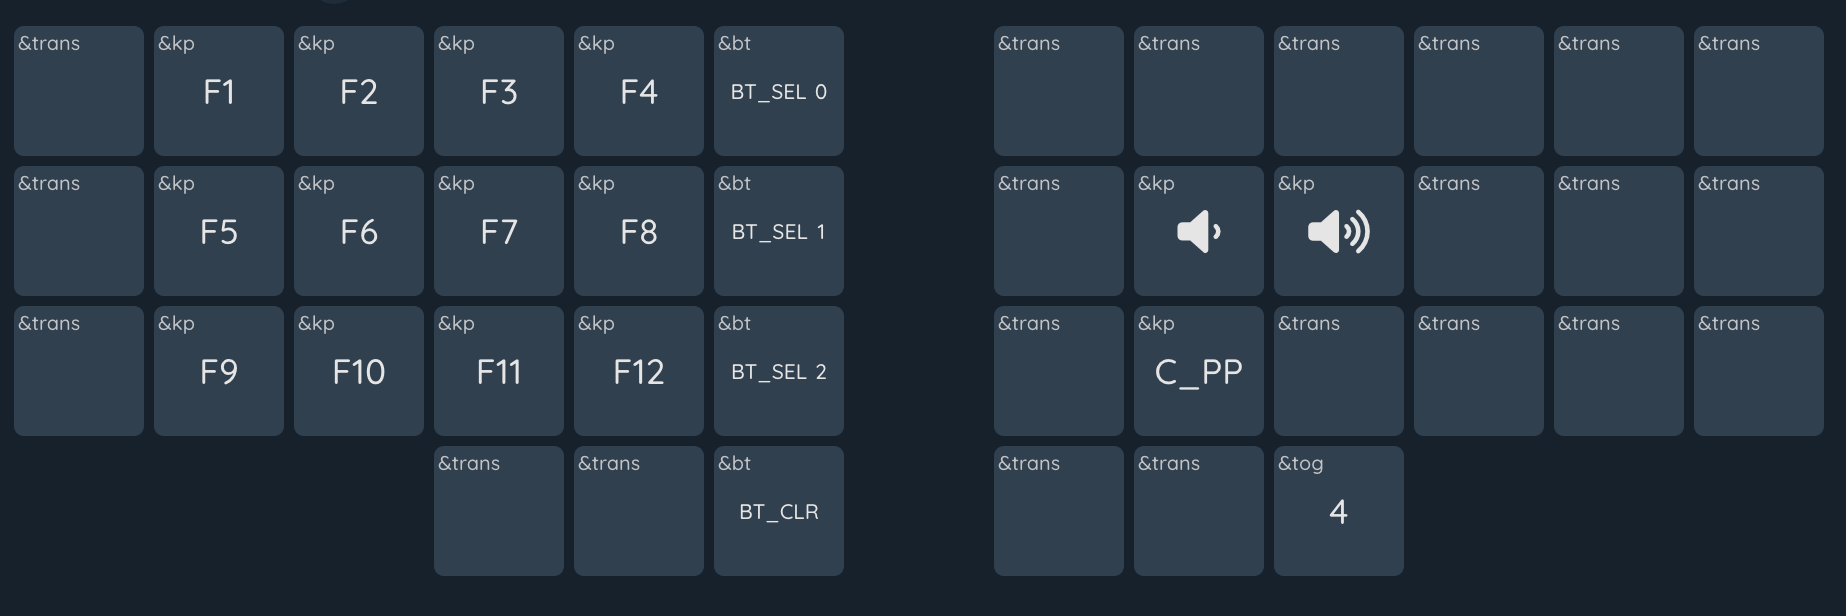 &trans &kp &kp &kp &kp &bt &trans &trans &trans &trans &trans &trans
F1 F2 F3 F4 BT_SEL 0
&trans &kp &kp &kp &kp &bt &trans &kp &kp &trans &trans &trans
F5 F6 F7 F8 BT_SEL 1
&trans &kp &kp &kp &kp &bt &trans &kp &trans &trans &trans &trans
F9 F10 F11 F12 BT_SEL 2 C_PP
&trans &trans &bt &trans &trans &tog
BT_CLR 4